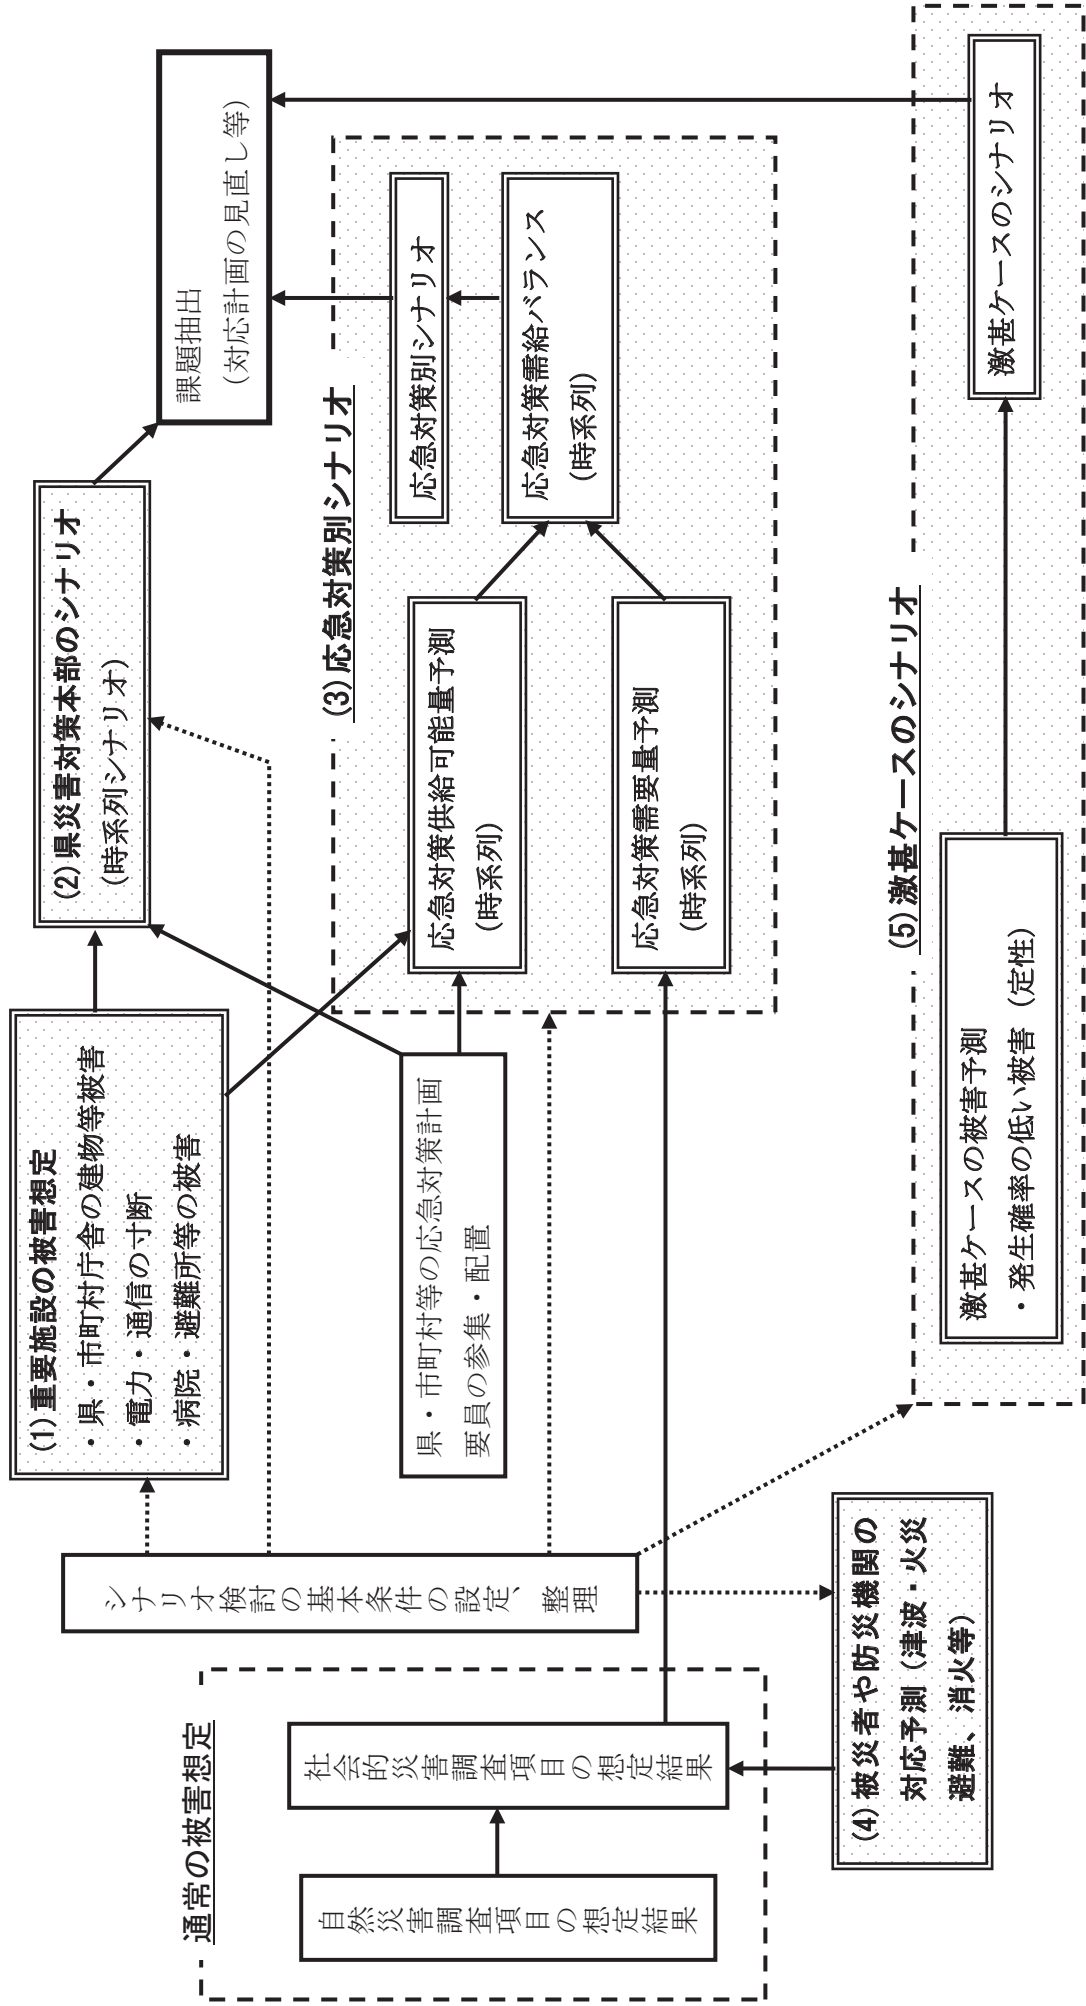 通常の被害想定
自然災害調査項目の想定結果
社会的災害調査項目の想定結果
シナリオ検討の基本条件の設定、整理
(1)重要施設の被害想定
・県・市町村庁舎の建物等被害
・電力・通信の寸断
・病院・避難所等の被害
県・市町村等の応急対策計画
要員の参集・配置
(4)被災者や防災機関の
対応予測（津波・火災
避難、消火等）
(2)県災害対策本部のシナリオ
（時系列シナリオ）
(3)応急対策別シナリオ
応急対策供給可能量予測
（時系列）
応急対策需要量予測
（時系列）
応急対策別シナリオ
応急対策需給バランス
（時系列）
課題抽出
（対応計画の見直し等）
(5)激甚ケースのシナリオ
激甚ケースの被害予測
・発生確率の低い被害（定性）
激甚ケースのシナリオ